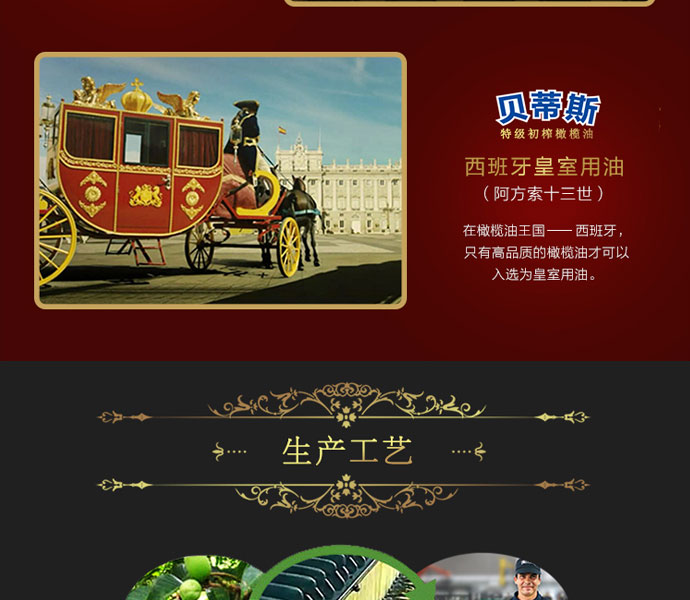 贝蒂斯
特级初榨橄榄油
西班牙皇室用油
（阿方索十三世）
在橄榄油王国——西班牙，
只有高品质的橄榄油才可以
入选为皇室用油。
生产工艺